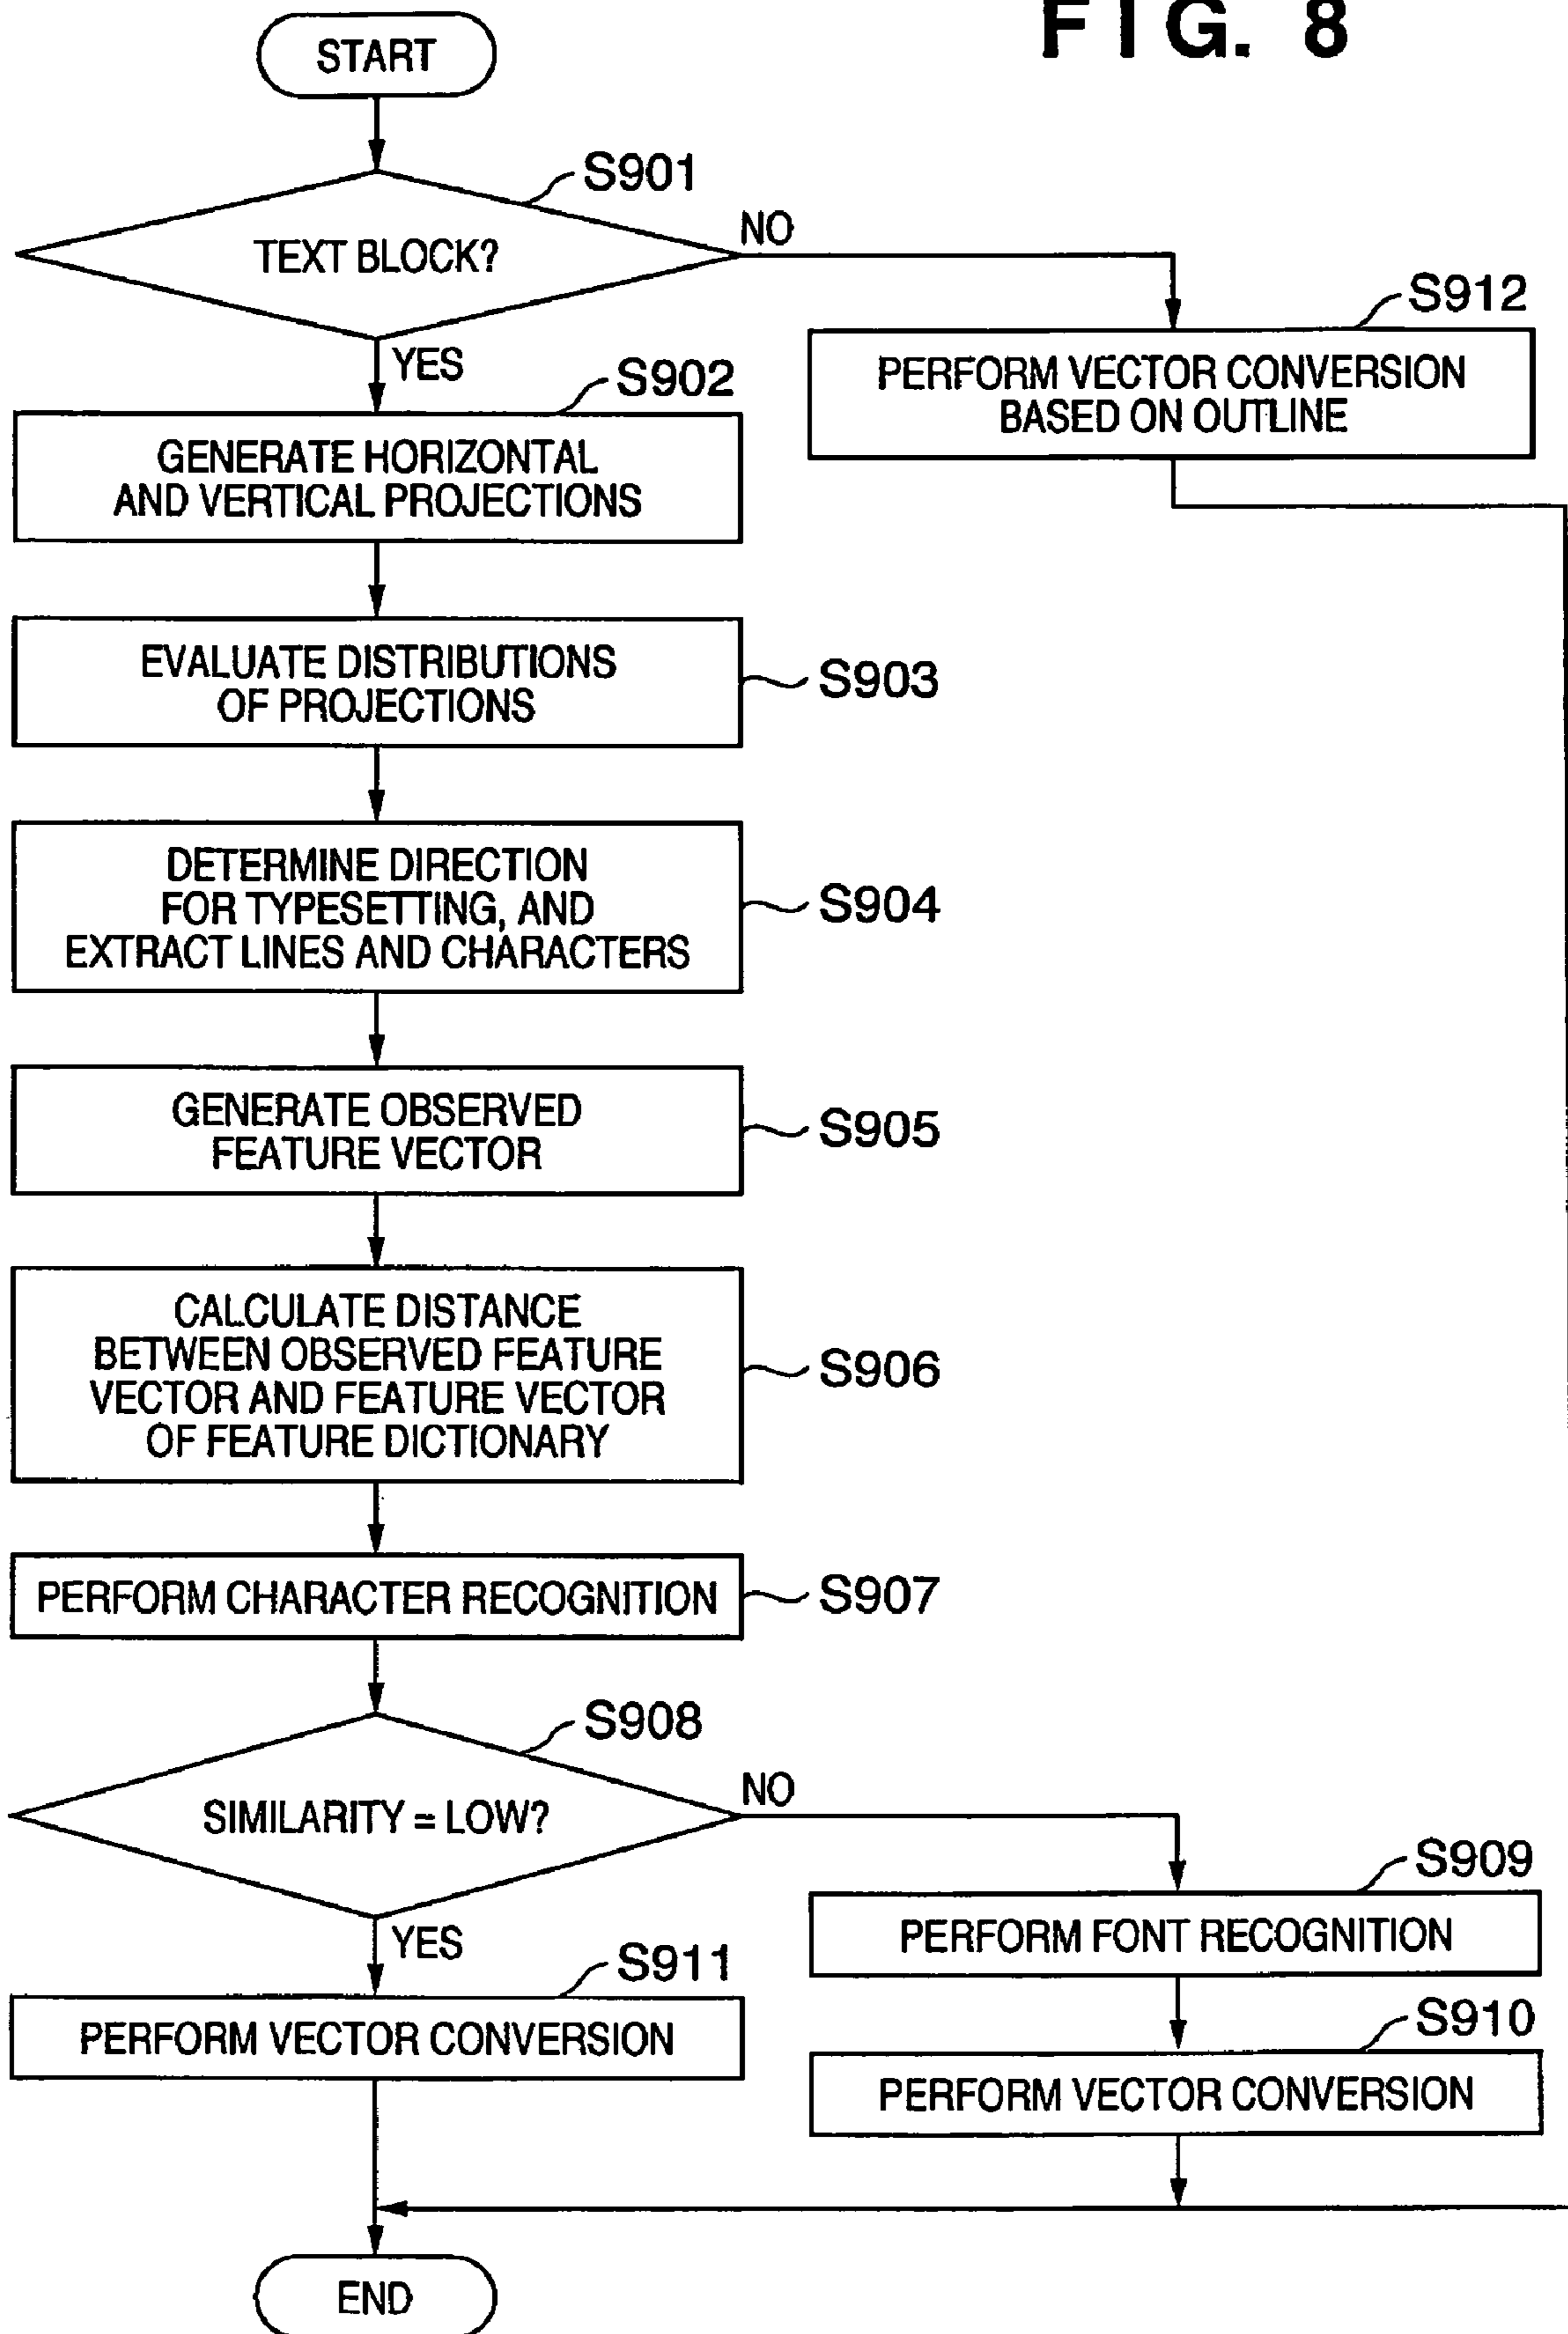 FIG. 8
START
S901
TEXT BLOCK?
NO
YES
S912
PERFORM VECTOR CONVERSION
BASED ON OUTLINE
S902
GENERATE HORIZONTAL
AND VERTICAL PROJECTIONS
EVALUATE DISTRIBUTIONS
OF PROJECTIONS
S903
DETERMINE DIRECTION
FOR TYPESETTING, AND
EXTRACT LINES AND CHARACTERS
S904
GENERATE OBSERVED
FEATURE VECTOR
S905
CALCULATE DISTANCE
BETWEEN OBSERVED FEATURE
VECTOR AND FEATURE VECTOR
OF FEATURE DICTIONARY
S906
PERFORM CHARACTER RECOGNITION
S907
S908
SIMILARITY = LOW?
NO
YES
S909
PERFORM FONT RECOGNITION
S911
PERFORM VECTOR CONVERSION
S910
PERFORM VECTOR CONVERSION
END